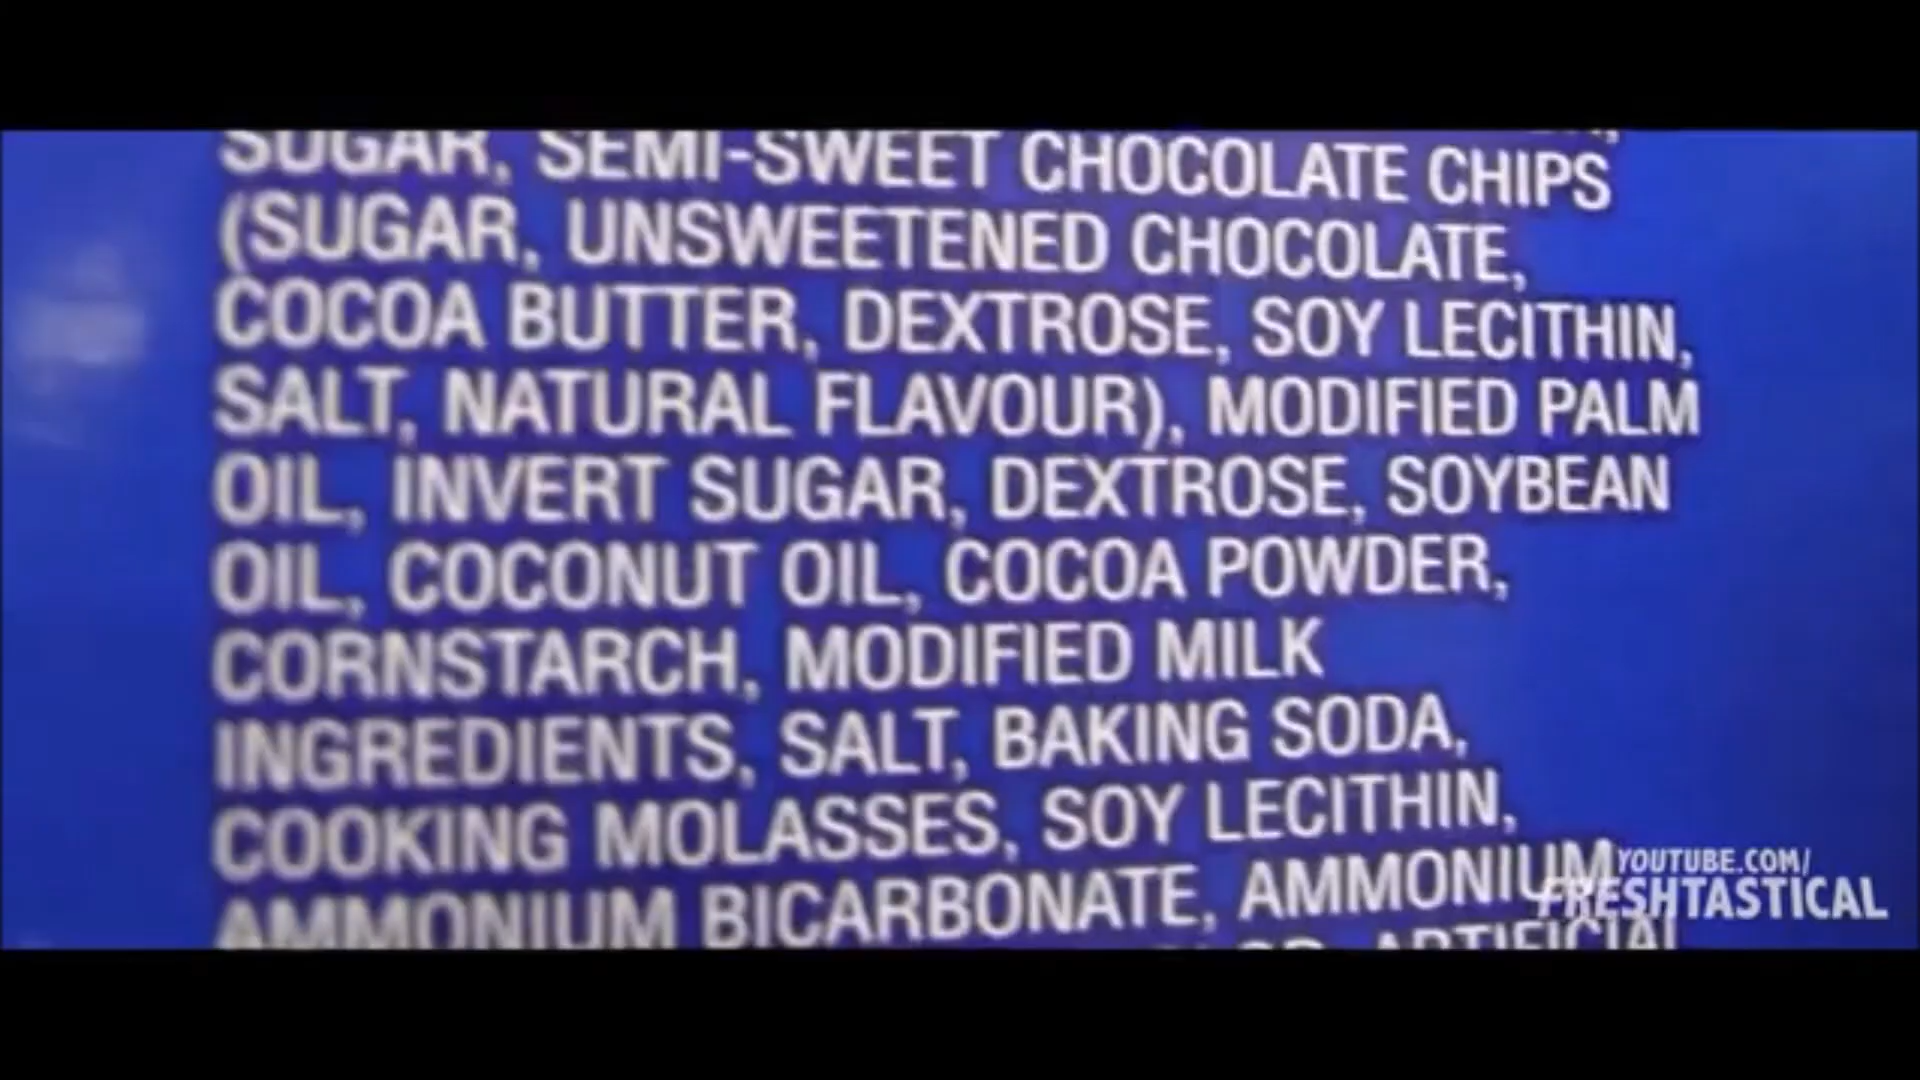 SUGAR, SEMI-SWEET CHOCOLATE CHIPS
(SUGAR, UNSWEETENED CHOCOLATE,
COCOA BUTTER, DEXTROSE, SOY LECITHIN,
SALT, NATURAL FLAVOUR), MODIFIED PALM
OIL, INVERT SUGAR, DEXTROSE, SOYBEAN
OIL, COCONUT OIL, COCOA POWDER,
CORNSTARCH, MODIFIED MILK
INGREDIENTS, SALT, BAKING SODA,
COOKING MOLASSES, SOY LECITHIN,
AMMONIUM BICARBONATE, AMMONIUM
ARTIFICIAL
YOUTUBE.COM/
FRESHTASTICAL